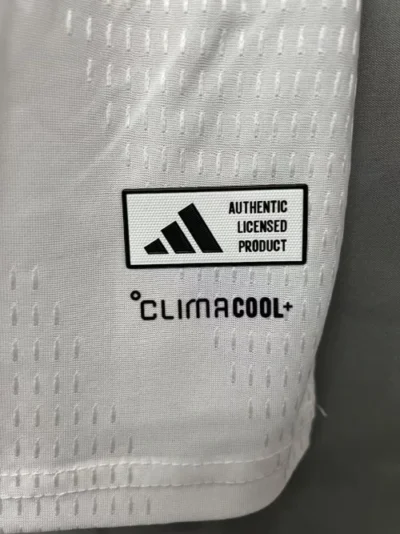 AUTHENTIC
LICENSED
PRODUCT
°CLIMACOOL+